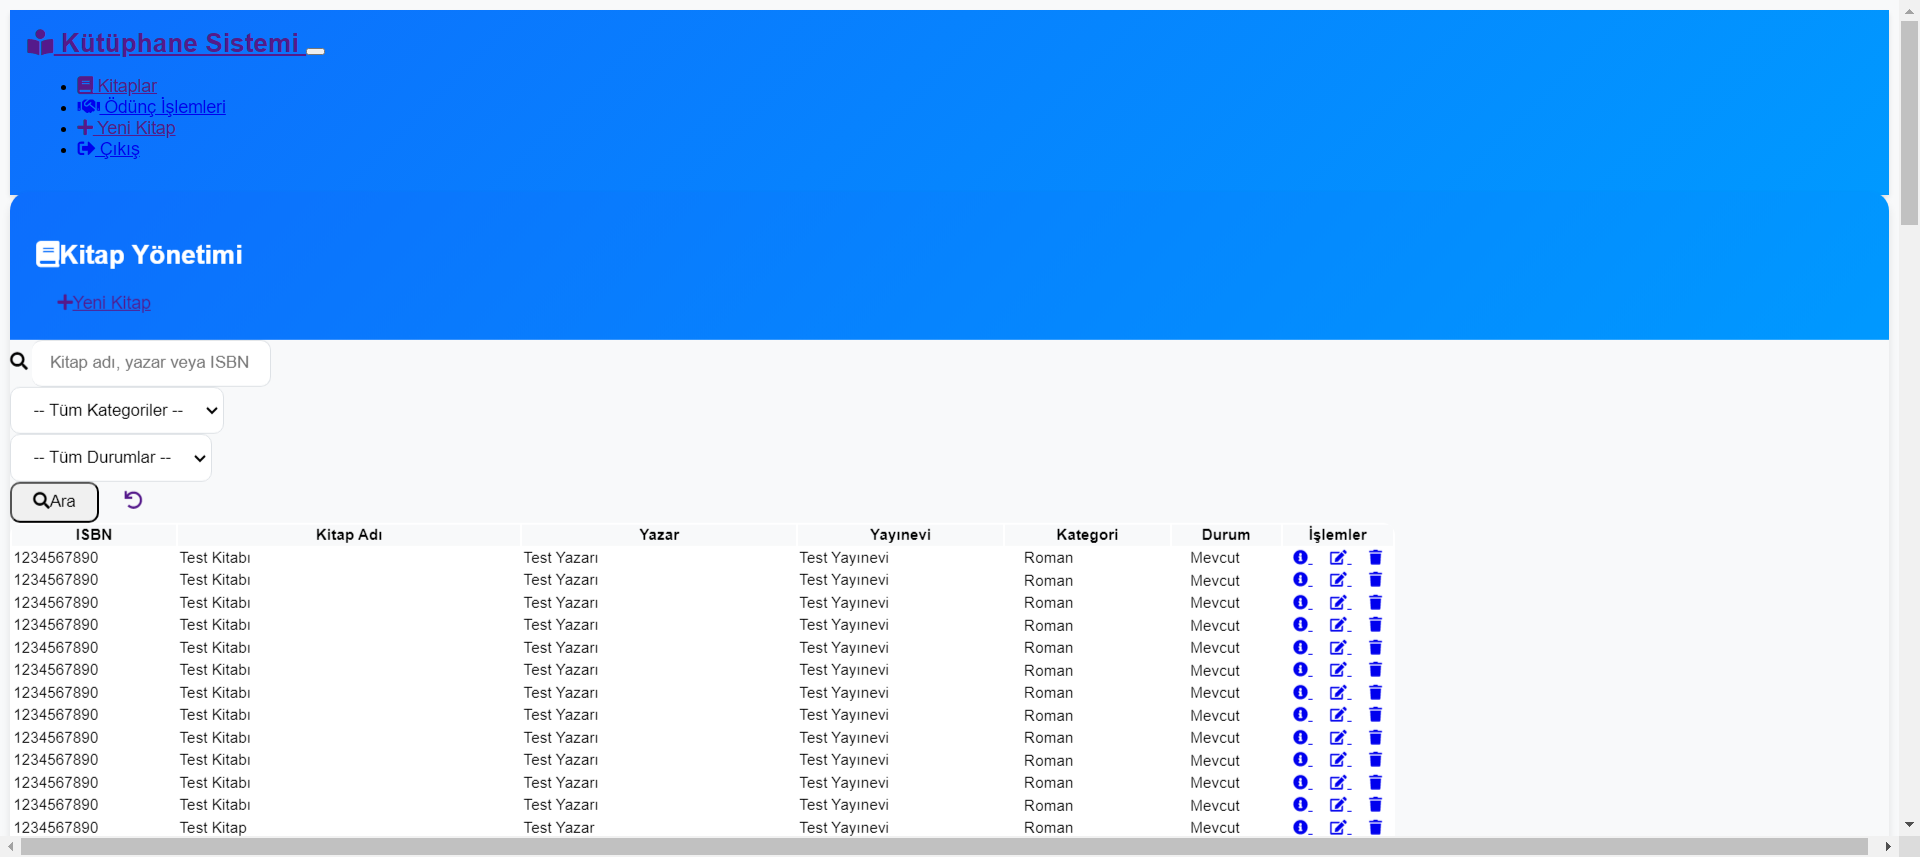 Kütüphane Sistemi
Kitaplar
Ödünç İşlemleri
Yeni Kitap
Çıkış
Kitap Yönetimi
Yeni Kitap
Kitap adı, yazar veya ISBN
-- Tüm Kategoriler --
-- Tüm Durumlar --
Ara
ISBN Kitap Adı Yazar Yayınevi Kategori Durum İşlemler
1234567890 Test Kitabı Test Yazarı Test Yayınevi Roman Mevcut
1234567890 Test Kitabı Test Yazarı Test Yayınevi Roman Mevcut
1234567890 Test Kitabı Test Yazarı Test Yayınevi Roman Mevcut
1234567890 Test Kitabı Test Yazarı Test Yayınevi Roman Mevcut
1234567890 Test Kitabı Test Yazarı Test Yayınevi Roman Mevcut
1234567890 Test Kitabı Test Yazarı Test Yayınevi Roman Mevcut
1234567890 Test Kitabı Test Yazarı Test Yayınevi Roman Mevcut
1234567890 Test Kitabı Test Yazarı Test Yayınevi Roman Mevcut
1234567890 Test Kitabı Test Yazarı Test Yayınevi Roman Mevcut
1234567890 Test Kitabı Test Yazarı Test Yayınevi Roman Mevcut
1234567890 Test Kitabı Test Yazarı Test Yayınevi Roman Mevcut
1234567890 Test Kitabı Test Yazarı Test Yayınevi Roman Mevcut
1234567890 Test Kitap Test Yazar Test Yayınevi Roman Mevcut